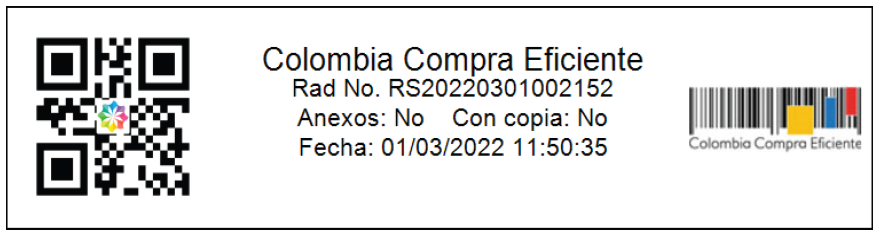 Colombia Compra Eficiente
Rad No. RS20220301002152
Anexos: No Con copia: No
Fecha: 01/03/2022 11:50:35
Colombia Compra Eficiente